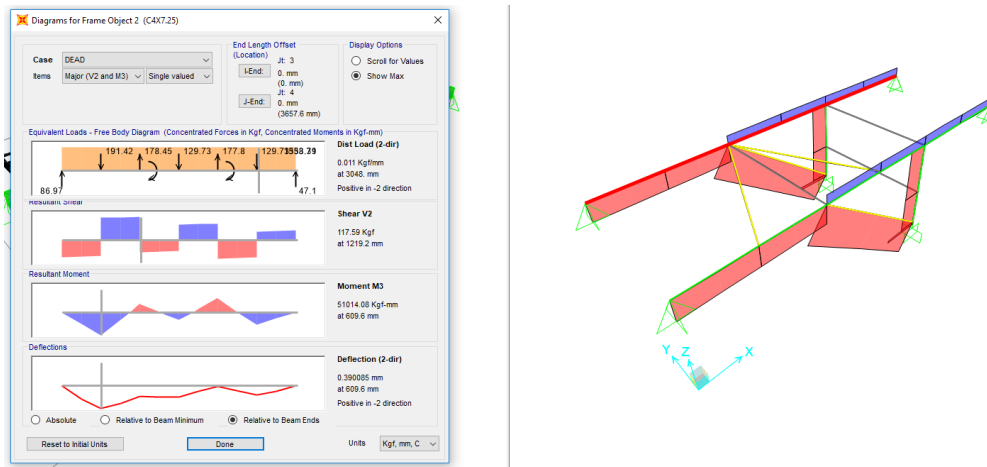 Diagrams for Frame Object 2 (C4X7.25)
Case DEAD
Items Major (V2 and M3) Single valued
End Length Offset
(Location)
I-End:
Jt: 3
0. mm
(0. mm)
J-End:
Jt: 4
0. mm
(3657.6 mm)
Display Options
Scroll for Values
Show Max
Equivalent Loads - Free Body Diagram (Concentrated Forces in Kgf, Concentrated Moments in Kgf-mm)
191.42 178.45 129.73 177.8
86.97
47.1
Dist Load (2-dir)
0.011 Kgf/mm
at 3048. mm
Positive in -2 direction
Resultant Shear
Shear V2
117.59 Kgf
at 1219.2 mm
Resultant Moment
Moment M3
51014.08 Kgf-mm
at 609.6 mm
Deflections
Deflection (2-dir)
0.390085 mm
at 609.6 mm
Positive in -2 direction
Absolute Relative to Beam Minimum Relative to Beam Ends
Reset to Initial Units Done Units Kgf, mm, C
Y Z X